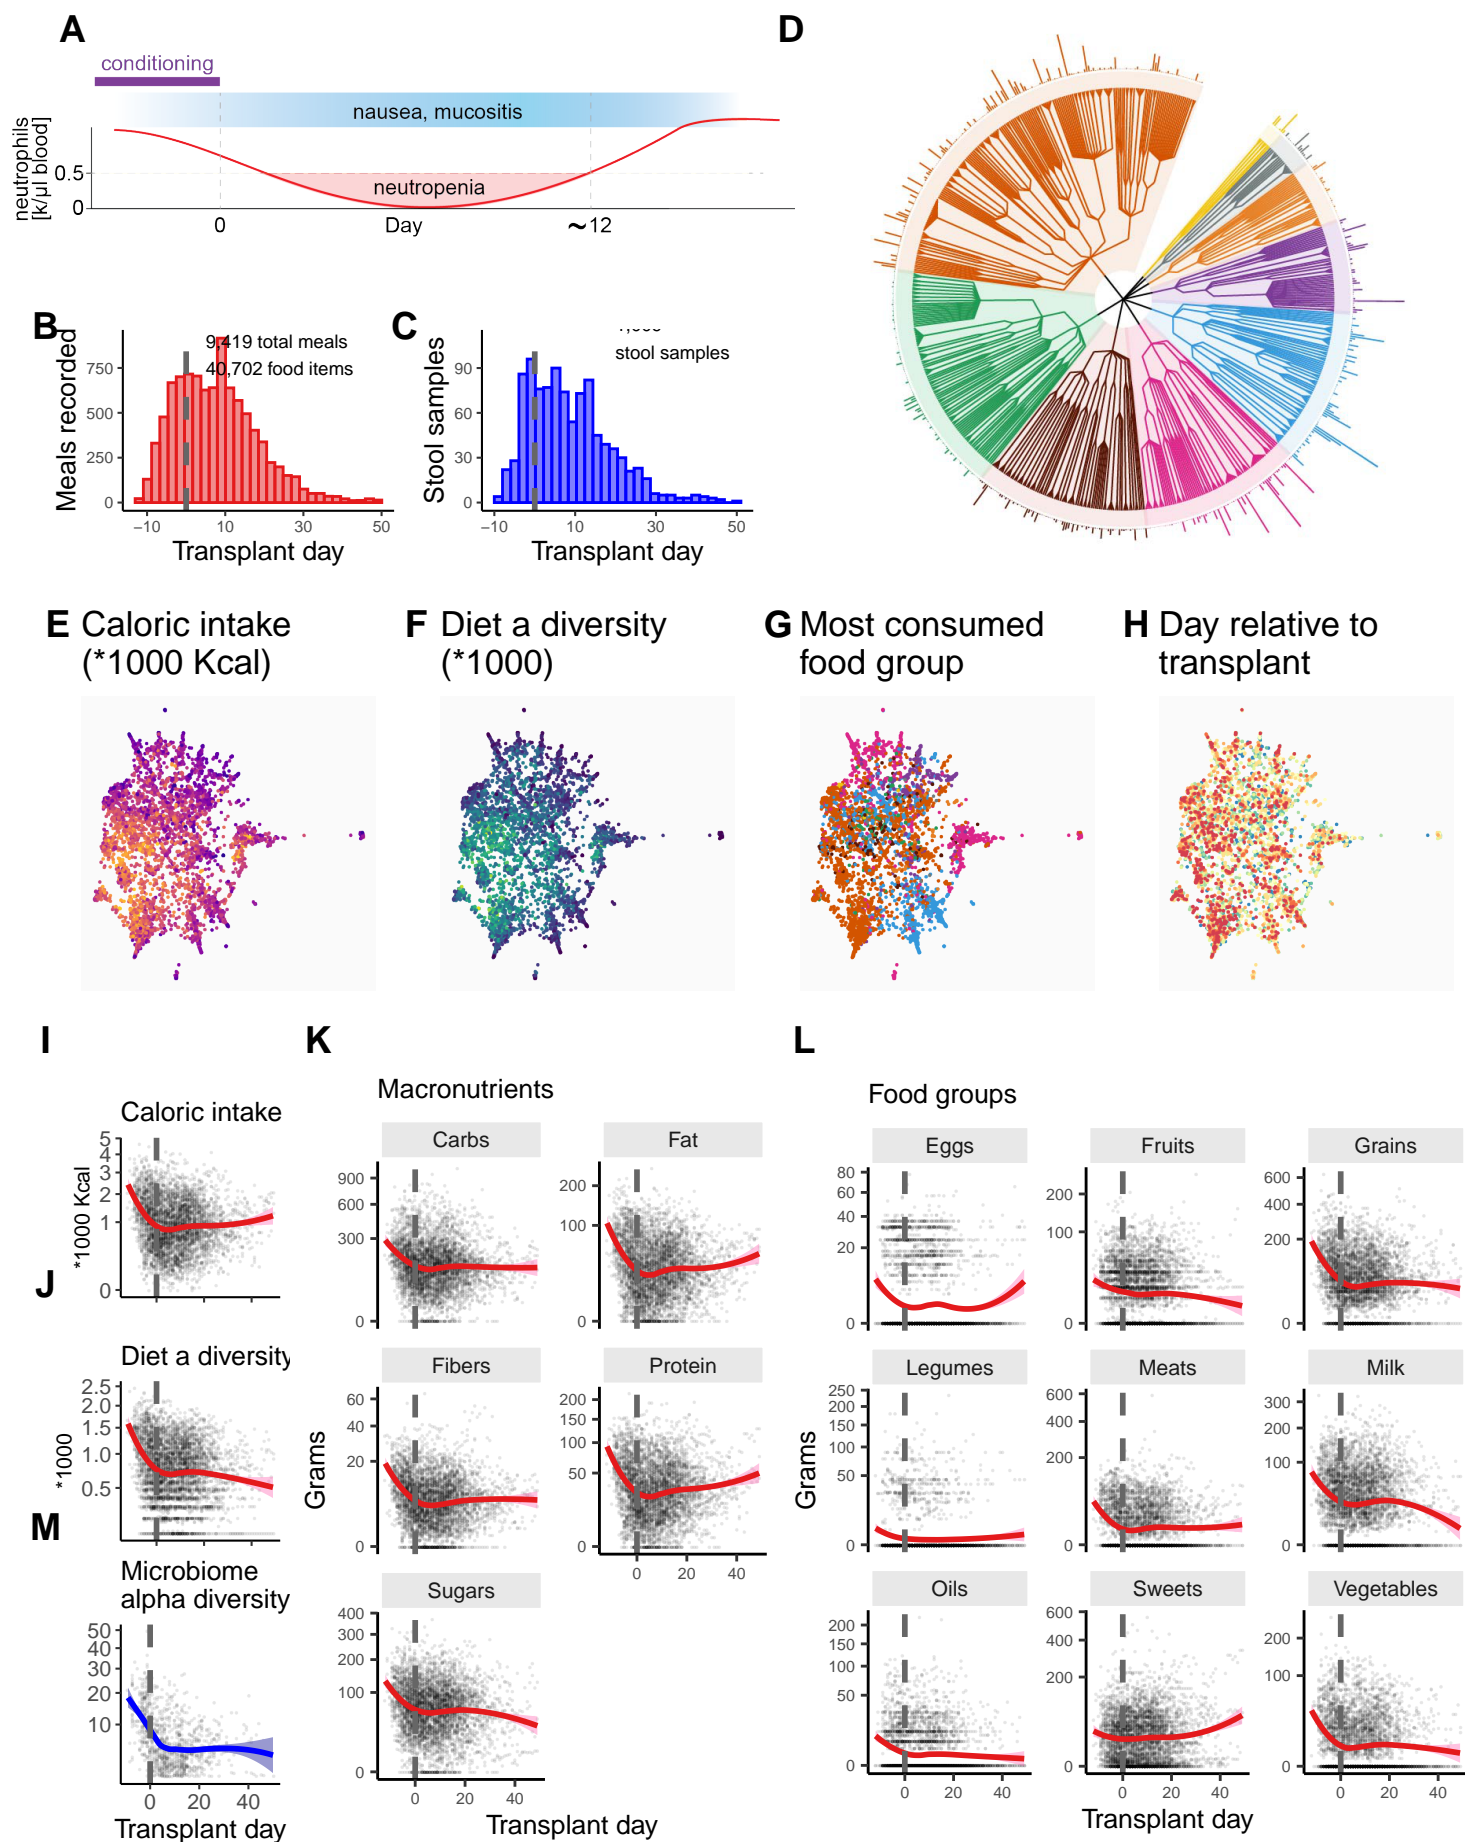 A
conditioning
nausea, mucositis
neutrophils
[k/µl blood]
0.5
0
neutropenia
0
Day
~12
B
Meals recorded
9,419 total meals
40,702 food items
750
500
250
0
−10
10
30
50
Transplant day
C
Stool samples
stool samples
90
60
30
0
−10
10
30
50
Transplant day
D
E Caloric intake
(*1000 Kcal)
F Diet a diversity
(*1000)
G Most consumed
food group
H Day relative to
transplant
I
Caloric intake
*1000 Kcal
5
4
3
2
1
0
J
Diet a diversity
*1000
2.5
2.0
1.5
1.0
0.5
M
Microbiome
alpha diversity
50
40
30
20
10
0
20
40
Transplant day
K
Macronutrients
Grams
Carbs
900
600
300
0
Fat
200
100
0
Fibers
60
40
20
0
Protein
200
150
100
50
0
0
20
40
Sugars
400
300
200
100
0
0
20
40
Transplant day
L
Food groups
Grams
Eggs
80
60
40
20
0
Fruits
200
100
0
Grains
600
400
200
0
Legumes
250
200
150
100
50
0
Meats
600
400
200
0
Milk
300
200
100
0
Oils
200
150
100
50
0
0
20
40
Sweets
600
400
200
0
0
20
40
Vegetables
200
100
0
0
20
40
Transplant day